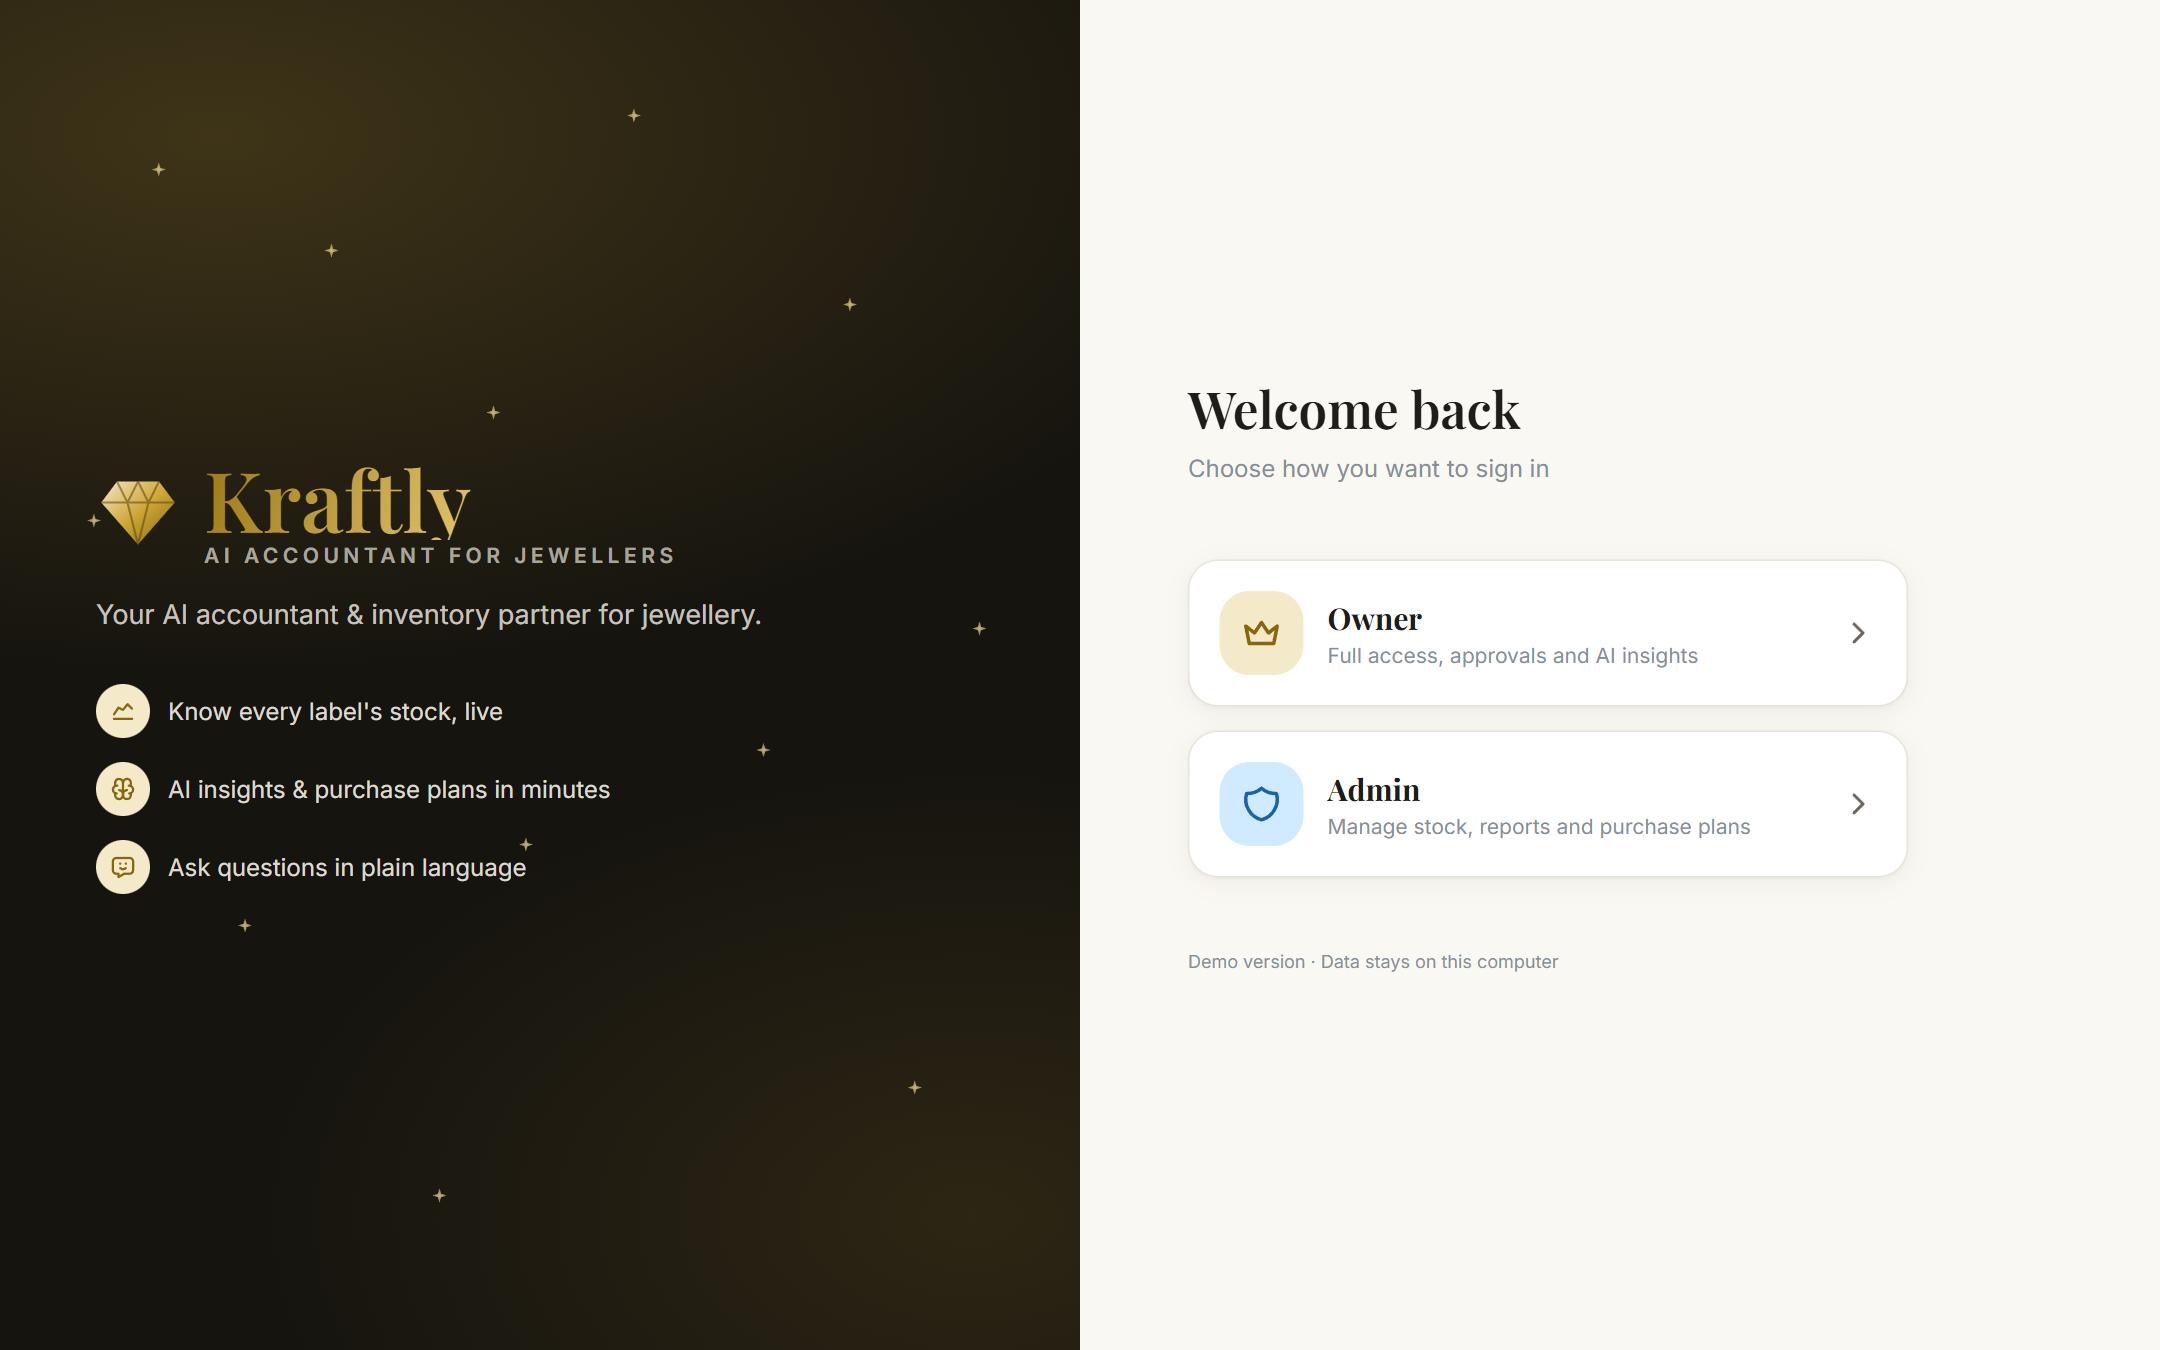 Kraftly
AI ACCOUNTANT FOR JEWELLERS
Your AI accountant & inventory partner for jewellery.
Know every label's stock, live
AI insights & purchase plans in minutes
Ask questions in plain language
Welcome back
Choose how you want to sign in
Owner
Full access, approvals and AI insights
Admin
Manage stock, reports and purchase plans
Demo version · Data stays on this computer